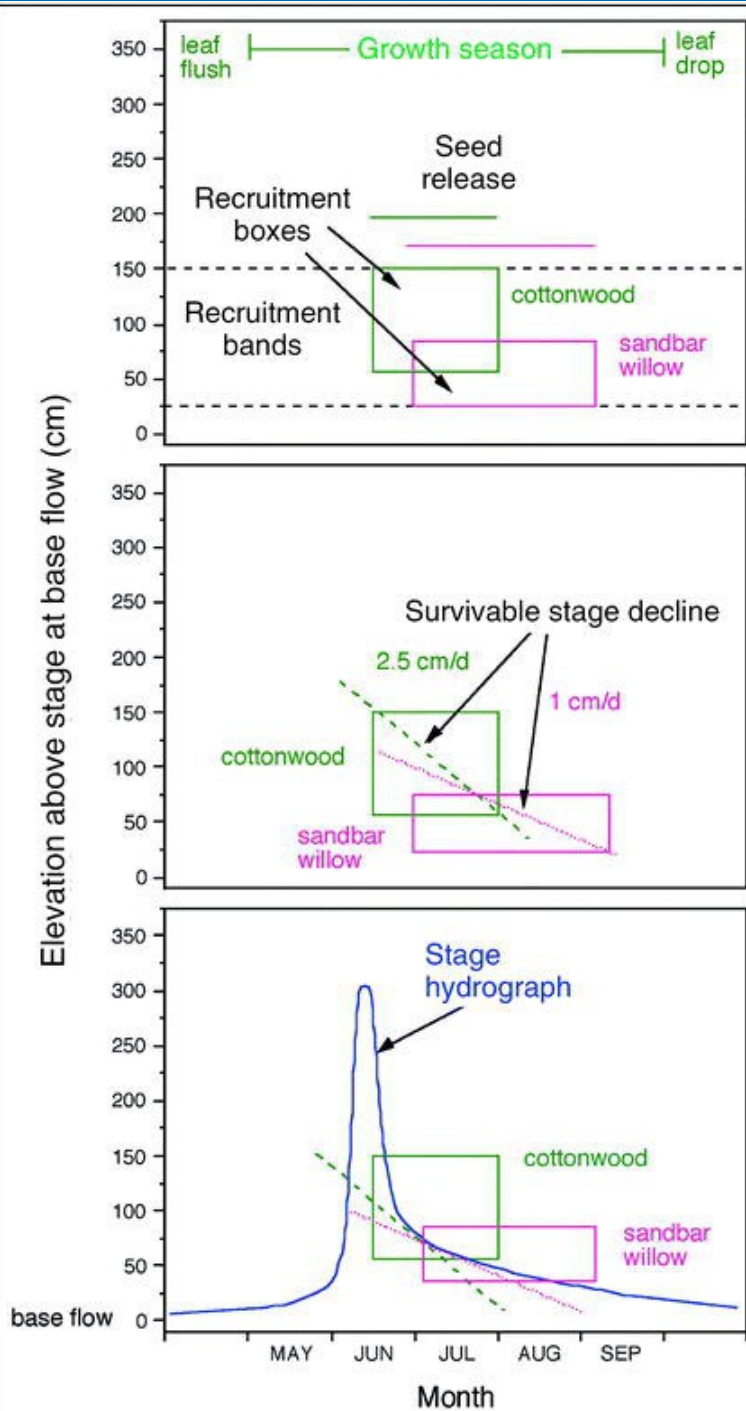 Elevation above stage at base flow (cm)
350
300
250
200
150
100
50
0
leaf
flush
Growth season
leaf
drop
Seed
release
Recruitment
boxes
Recruitment
bands
cottonwood
sandbar
willow
350
300
250
200
150
100
50
0
Survivable stage decline
2.5 cm/d
1 cm/d
cottonwood
sandbar
willow
350
300
250
200
150
100
50
0
base flow
Stage
hydrograph
cottonwood
sandbar
willow
MAY JUN JUL AUG SEP
Month